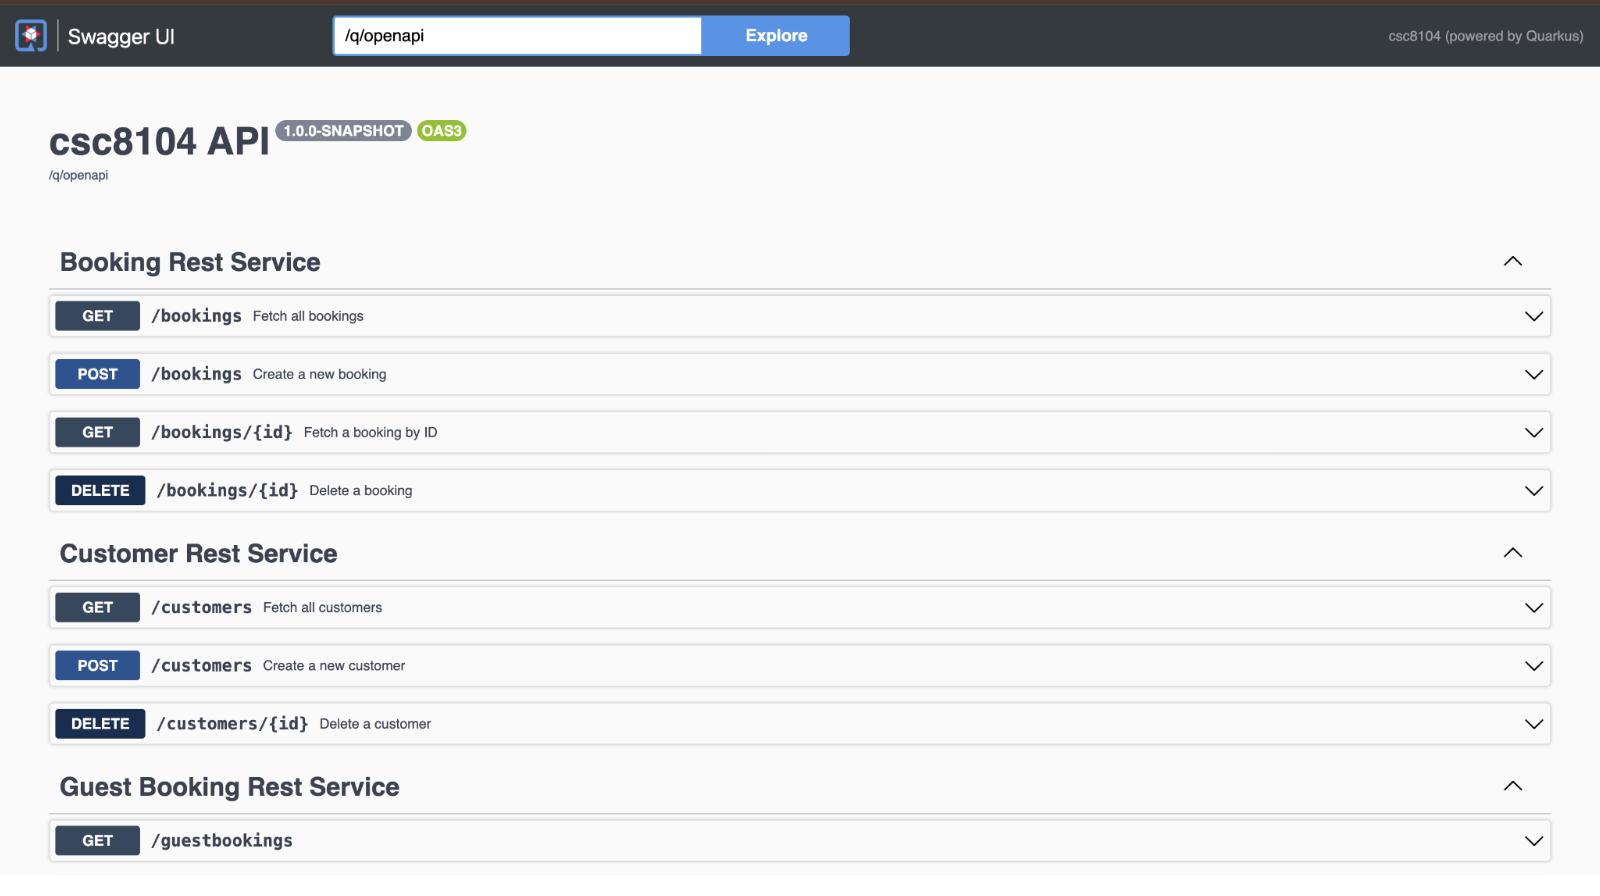 Swagger UI /q/openapi Explore csc8104 (powered by Quarkus)
csc8104 API 1.0.0-SNAPSHOT OAS3
/q/openapi
Booking Rest Service
GET /bookings Fetch all bookings
POST /bookings Create a new booking
GET /bookings/{id} Fetch a booking by ID
DELETE /bookings/{id} Delete a booking
Customer Rest Service
GET /customers Fetch all customers
POST /customers Create a new customer
DELETE /customers/{id} Delete a customer
Guest Booking Rest Service
GET /guestbookings